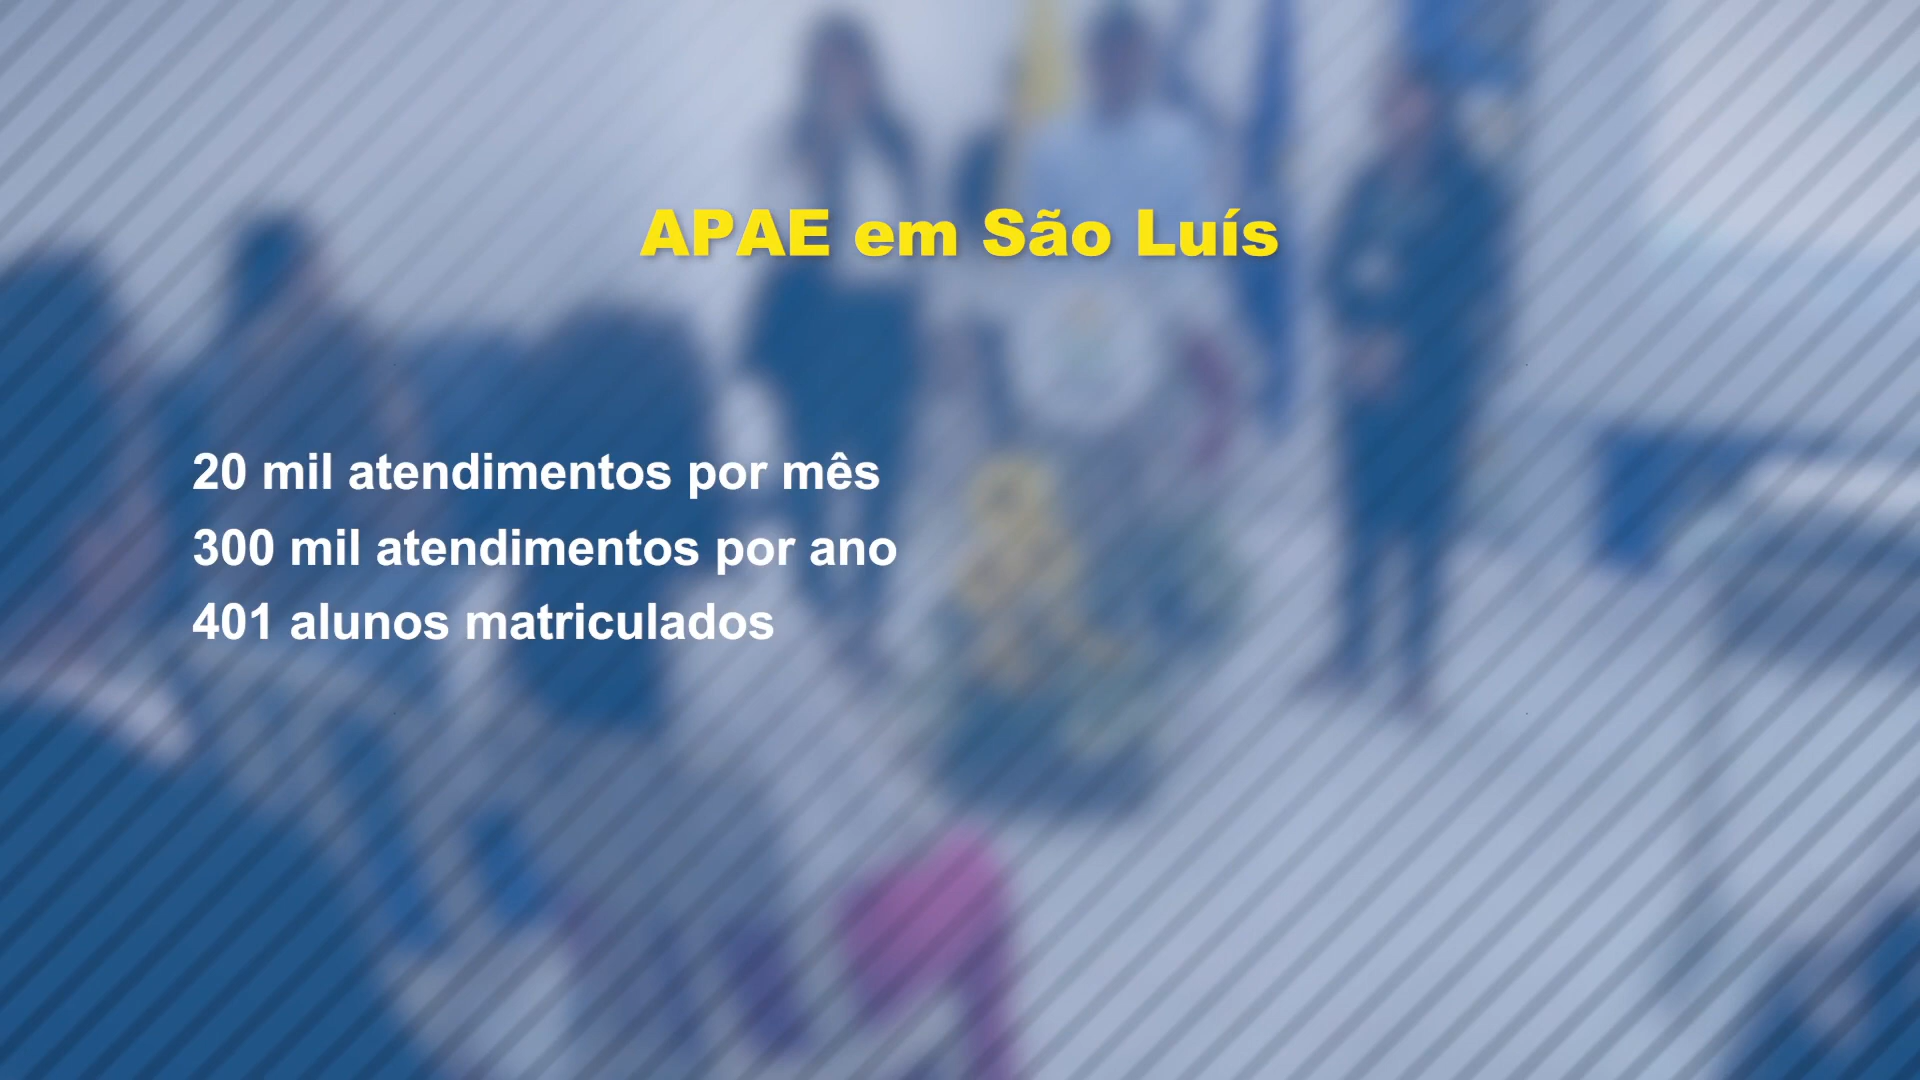 APAE em São Luís
20 mil atendimentos por mês
300 mil atendimentos por ano
401 alunos matriculados